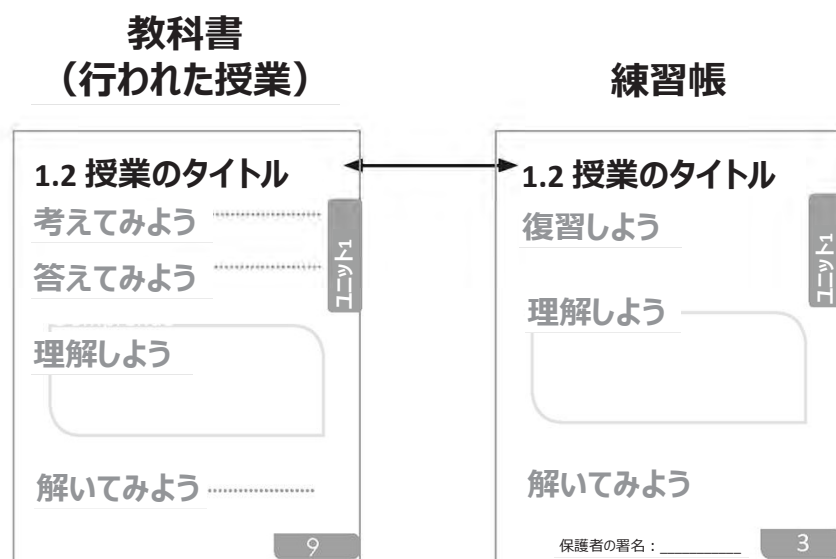 教科書
（行われた授業）
1.2 授業のタイトル
考えてみよう
答えてみよう
理解しよう
解いてみよう
ユニット1
9
練習帳
1.2 授業のタイトル
復習しよう
理解しよう
解いてみよう
ユニット1
保護者の署名：____________
3